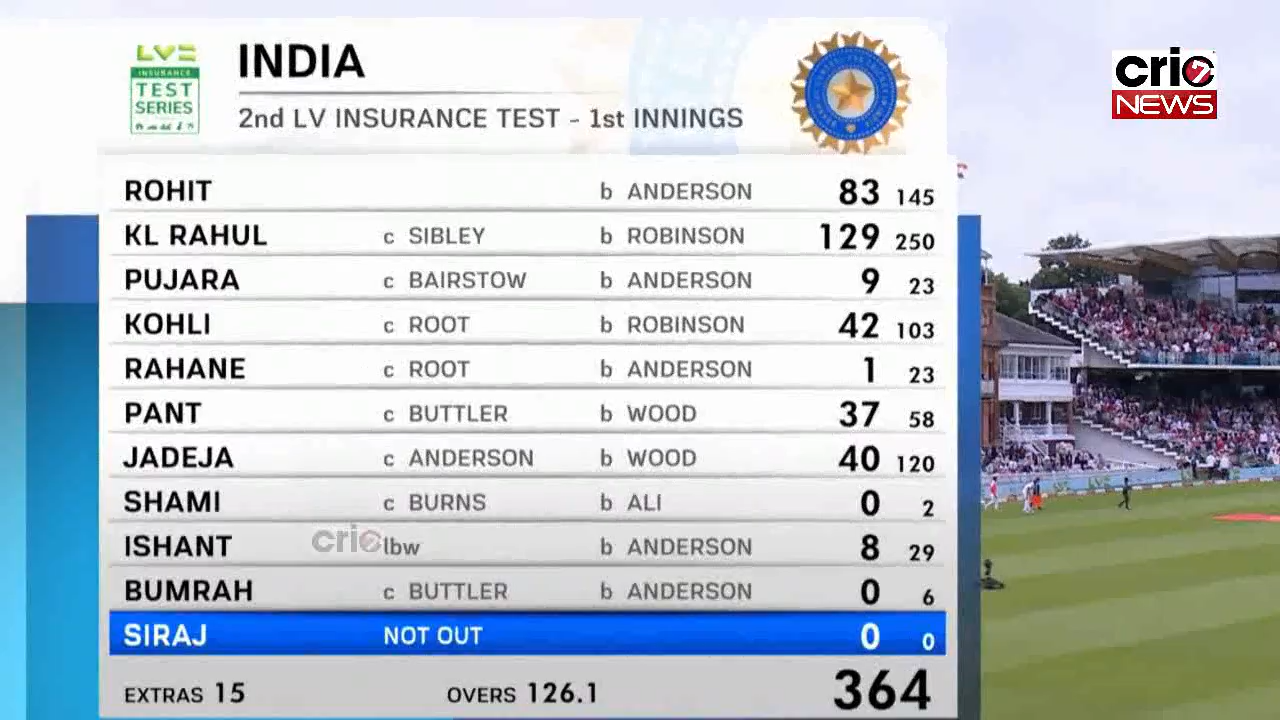 LVE
INSURANCE
TEST
SERIES
INDIA
2nd LV INSURANCE TEST - 1st INNINGS
cric7
NEWS
ROHIT b ANDERSON 83 145
KL RAHUL c SIBLEY b ROBINSON 129 250
PUJARA c BAIRSTOW b ANDERSON 9 23
KOHLI c ROOT b ROBINSON 42 103
RAHANE c ROOT b ANDERSON 1 23
PANT c BUTTLER b WOOD 37 58
JADEJA c ANDERSON b WOOD 40 120
SHAMI c BURNS b ALI 0 2
ISHANT lbw b ANDERSON 8 29
cric
BUMRAH c BUTTLER b ANDERSON 0 6
SIRAJ NOT OUT 0 0
EXTRAS 15 OVERS 126.1 364